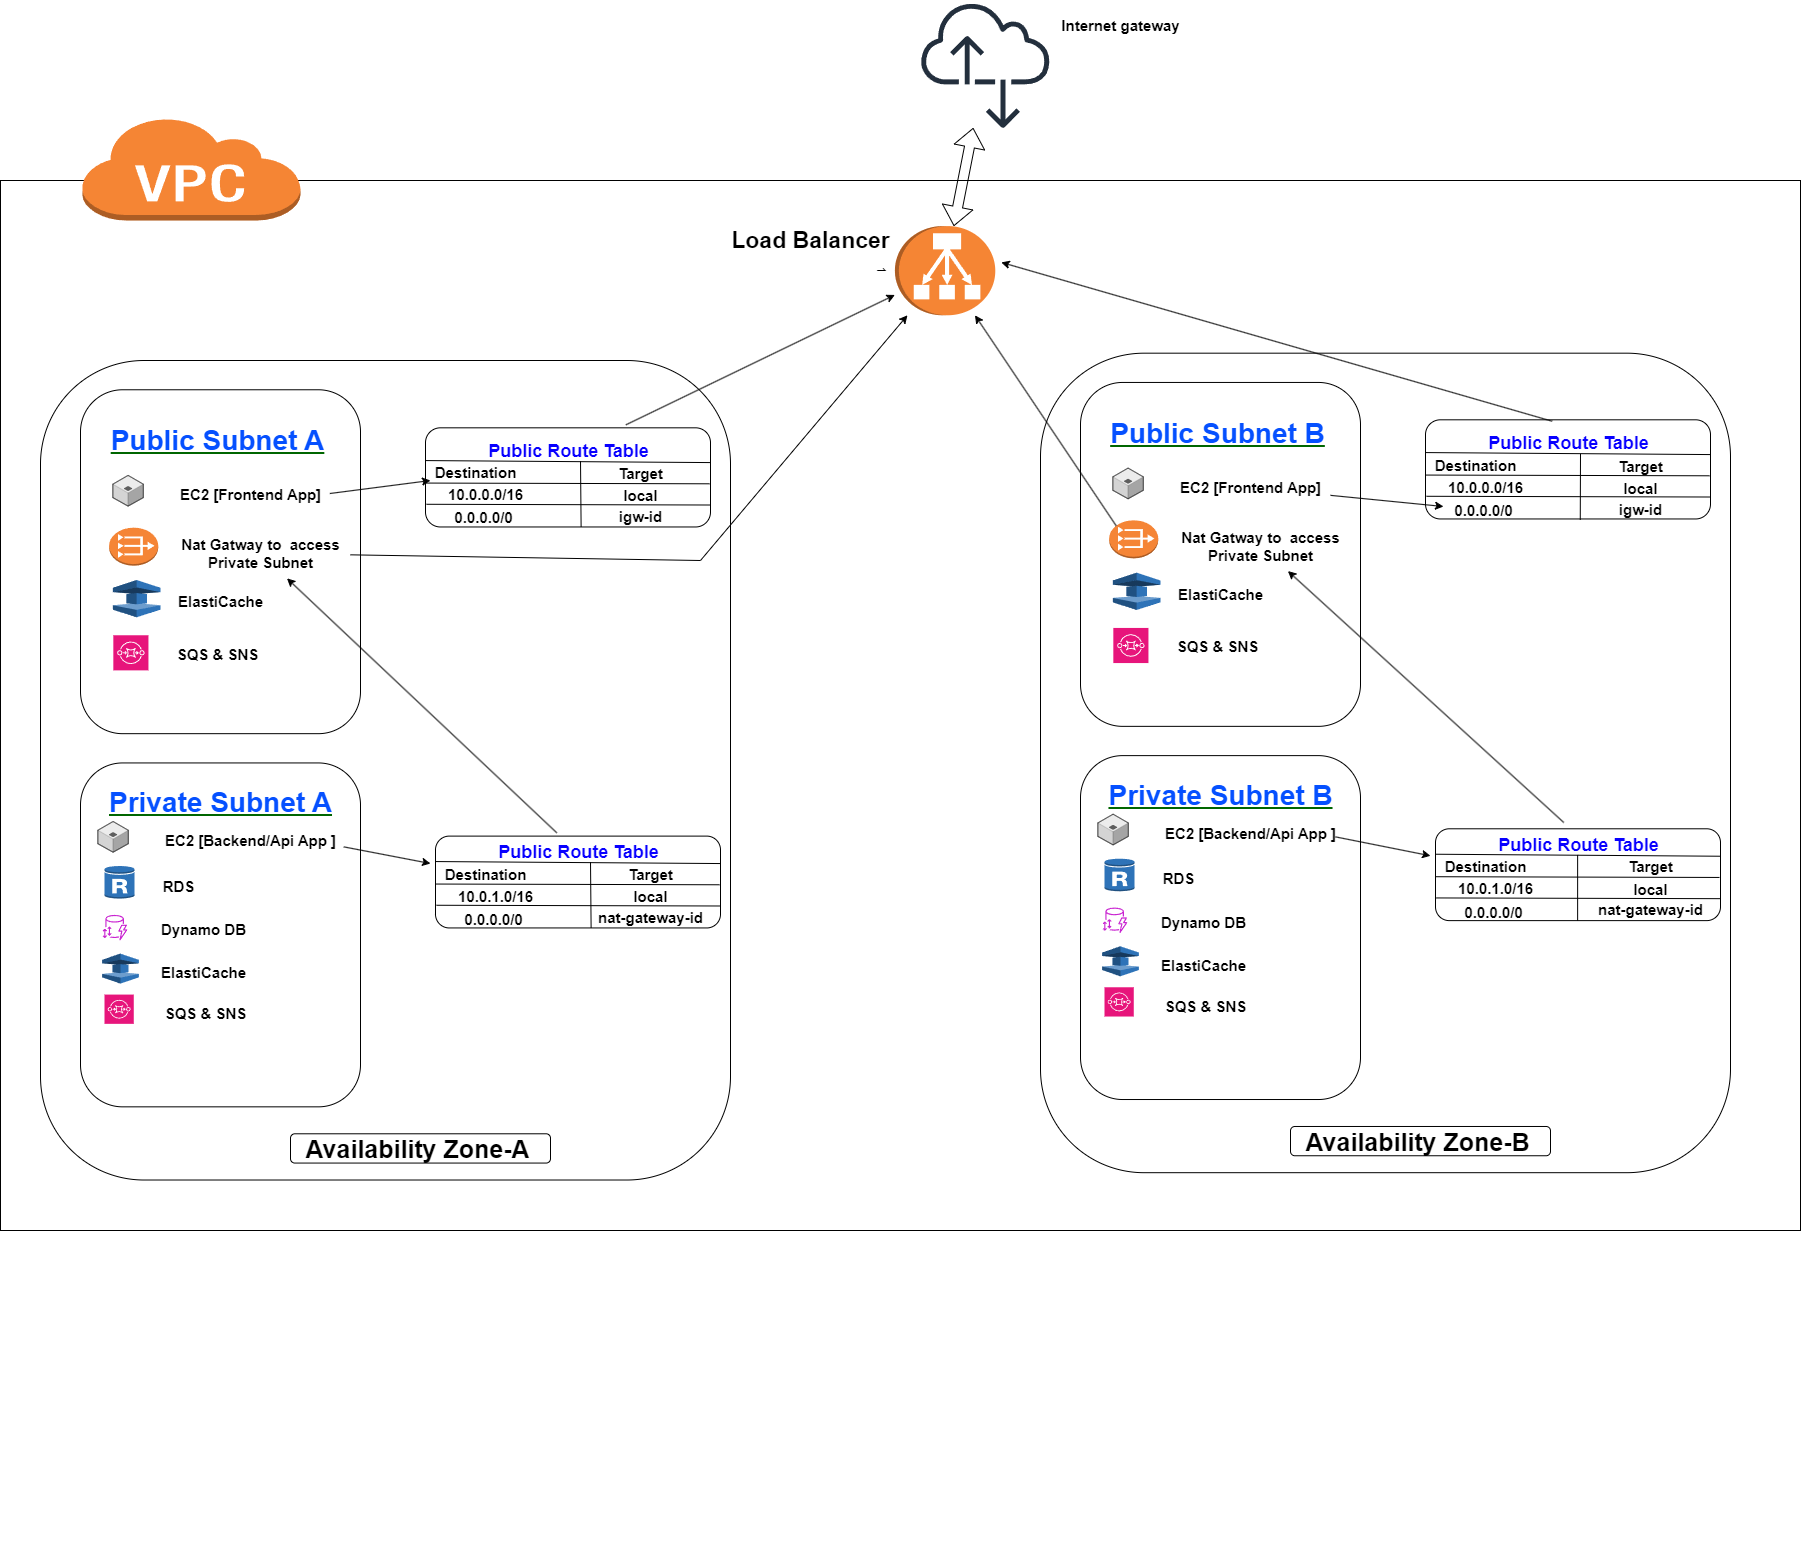 Internet gateway
VPC
Load Balancer
Public Subnet A
EC2 [Frontend App]
Nat Gatway to  access
Private Subnet
ElastiCache
SQS & SNS
Public Route Table
Destination Target
10.0.0.0/16 local
0.0.0.0/0 igw-id
Private Subnet A
EC2 [Backend/Api App ]
RDS
Dynamo DB
ElastiCache
SQS & SNS
Public Route Table
Destination Target
10.0.1.0/16 local
0.0.0.0/0 nat-gateway-id
Availability Zone-A
Public Subnet B
EC2 [Frontend App]
Nat Gatway to  access
Private Subnet
ElastiCache
SQS & SNS
Public Route Table
Destination Target
10.0.0.0/16 local
0.0.0.0/0 igw-id
Private Subnet B
EC2 [Backend/Api App ]
R
RDS
Dynamo DB
ElastiCache
SQS & SNS
Public Route Table
Destination Target
10.0.1.0/16 local
0.0.0.0/0 nat-gateway-id
Availability Zone-B